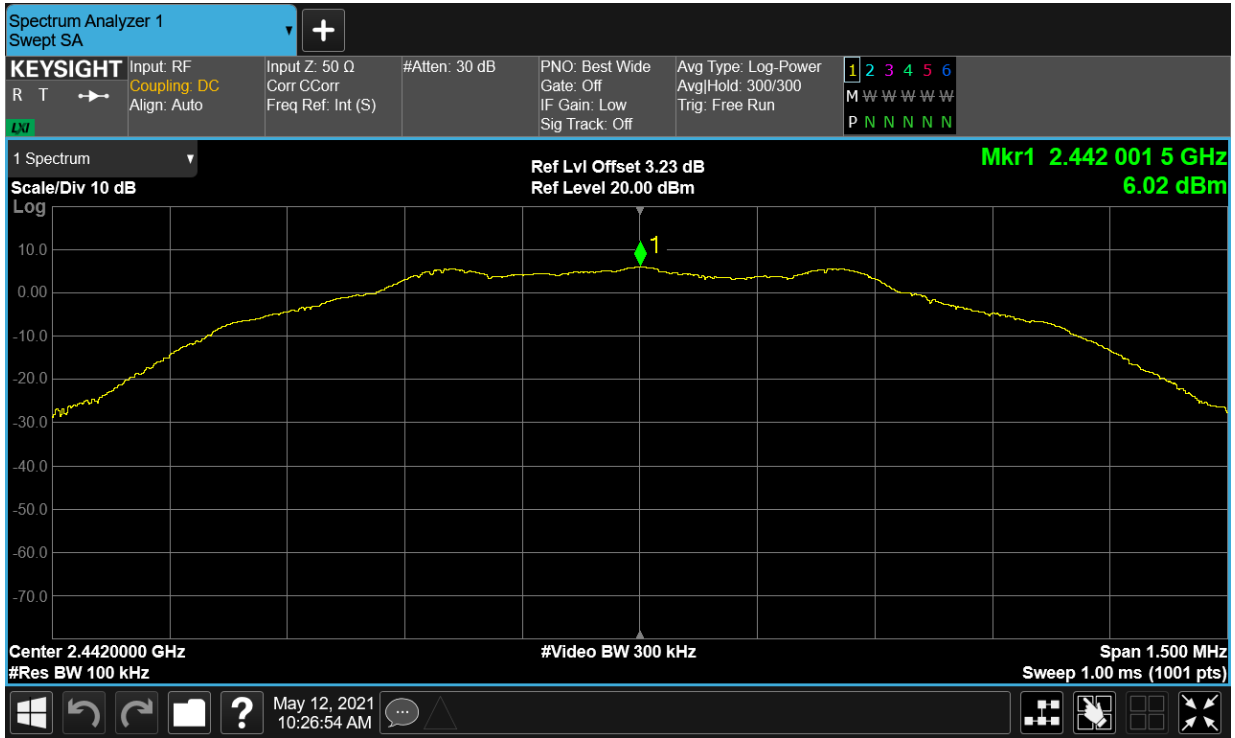 Spectrum Analyzer 1
Swept SA
KEYSIGHT
R T
LXI
Input: RF
Coupling: DC
Align: Auto
Input Z: 50 Ω
Corr CCorr
Freq Ref: Int (S)
#Atten: 30 dB
PNO: Best Wide
Gate: Off
IF Gain: Low
Sig Track: Off
Avg Type: Log-Power
Avg|Hold: 300/300
Trig: Free Run
1 2 3 4 5 6
M W W W W W
P N N N N N
1 Spectrum
Scale/Div 10 dB
Log
Ref Lvl Offset 3.23 dB
Ref Level 20.00 dBm
Mkr1 2.442 001 5 GHz
6.02 dBm
1
10.0
0.00
-10.0
-20.0
-30.0
-40.0
-50.0
-60.0
-70.0
Center 2.4420000 GHz
#Res BW 100 kHz
#Video BW 300 kHz
Span 1.500 MHz
Sweep 1.00 ms (1001 pts)
?
May 12, 2021
10:26:54 AM